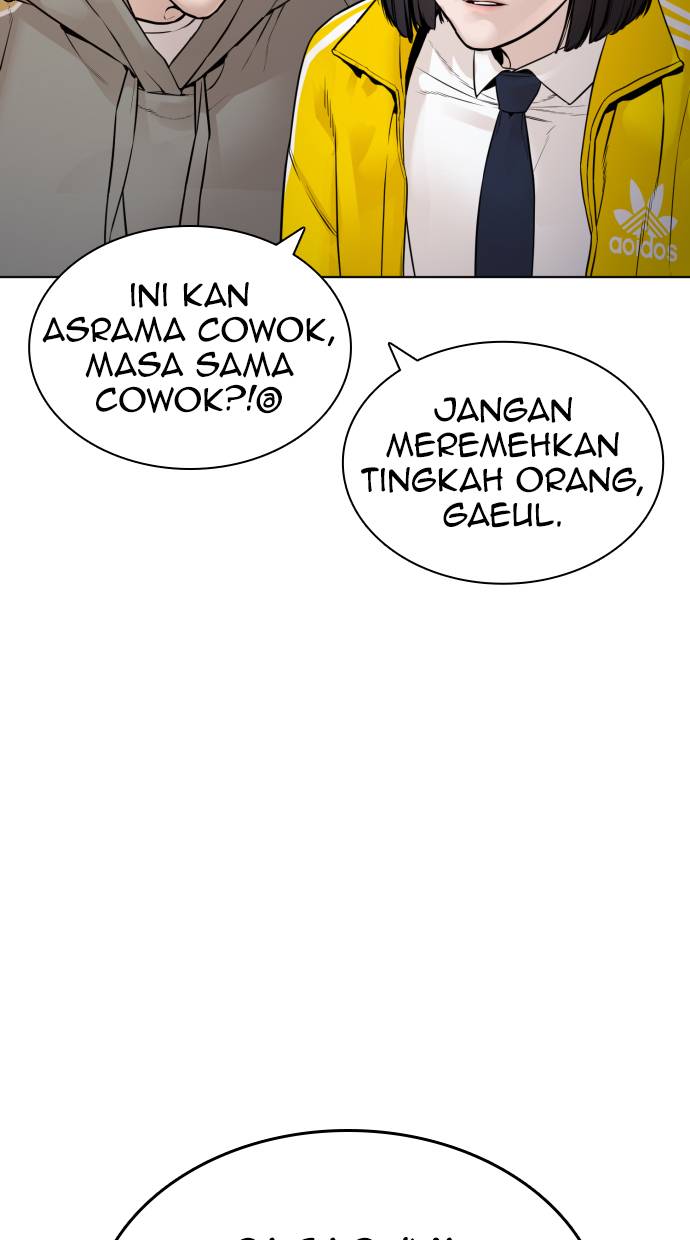 aoidos
INI KAN
ASRAMA COWOK,
MASA SAMA
COWOK?!@
JANGAN
MEREMEHKAN
TINGKAH ORANG,
GAEUL.